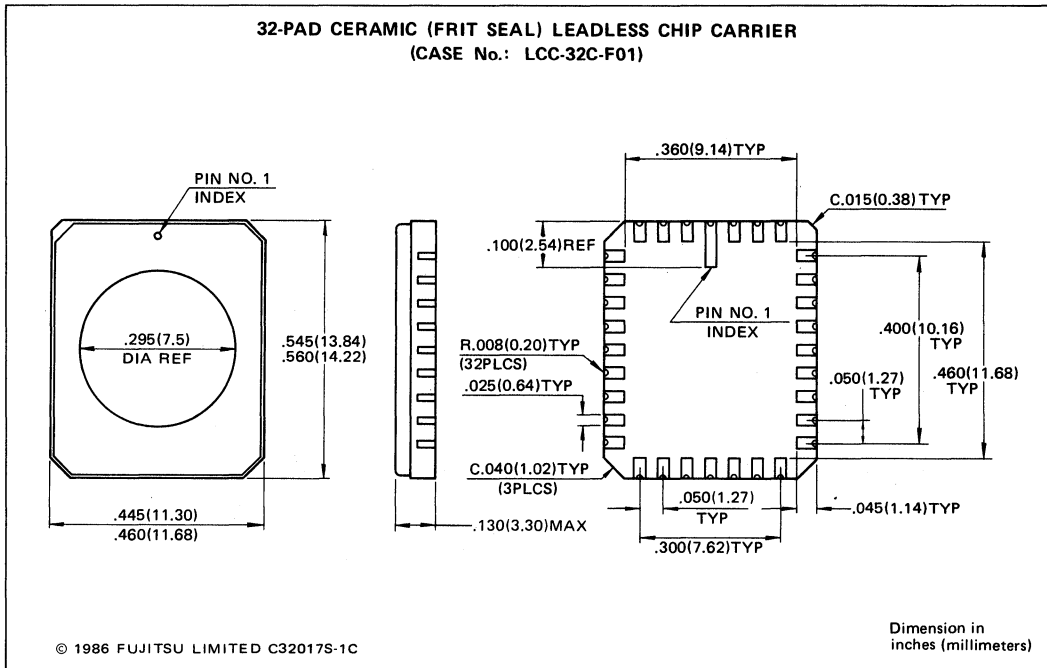 32-PAD CERAMIC (FRIT SEAL) LEADLESS CHIP CARRIER
(CASE No.: LCC-32C-F01)
PIN NO. 1
INDEX
.295(7.5)
DIA REF
.545(13.84)
.560(14.22)
.445(11.30)
.460(11.68)
.130(3.30)MAX
.360(9.14)TYP
C.015(0.38) TYP
.100(2.54)REF
PIN NO. 1
INDEX
R.008(0.20)TYP
(32PLCS)
.025(0.64)TYP
.400(10.16)
TYP
.460(11.68)
TYP
.050(1.27)
TYP
C.040(1.02)TYP
(3PLCS)
.050(1.27)
TYP
.045(1.14)TYP
.300(7.62)TYP
© 1986 FUJITSU LIMITED C32017S-1C
Dimension in
inches (millimeters)